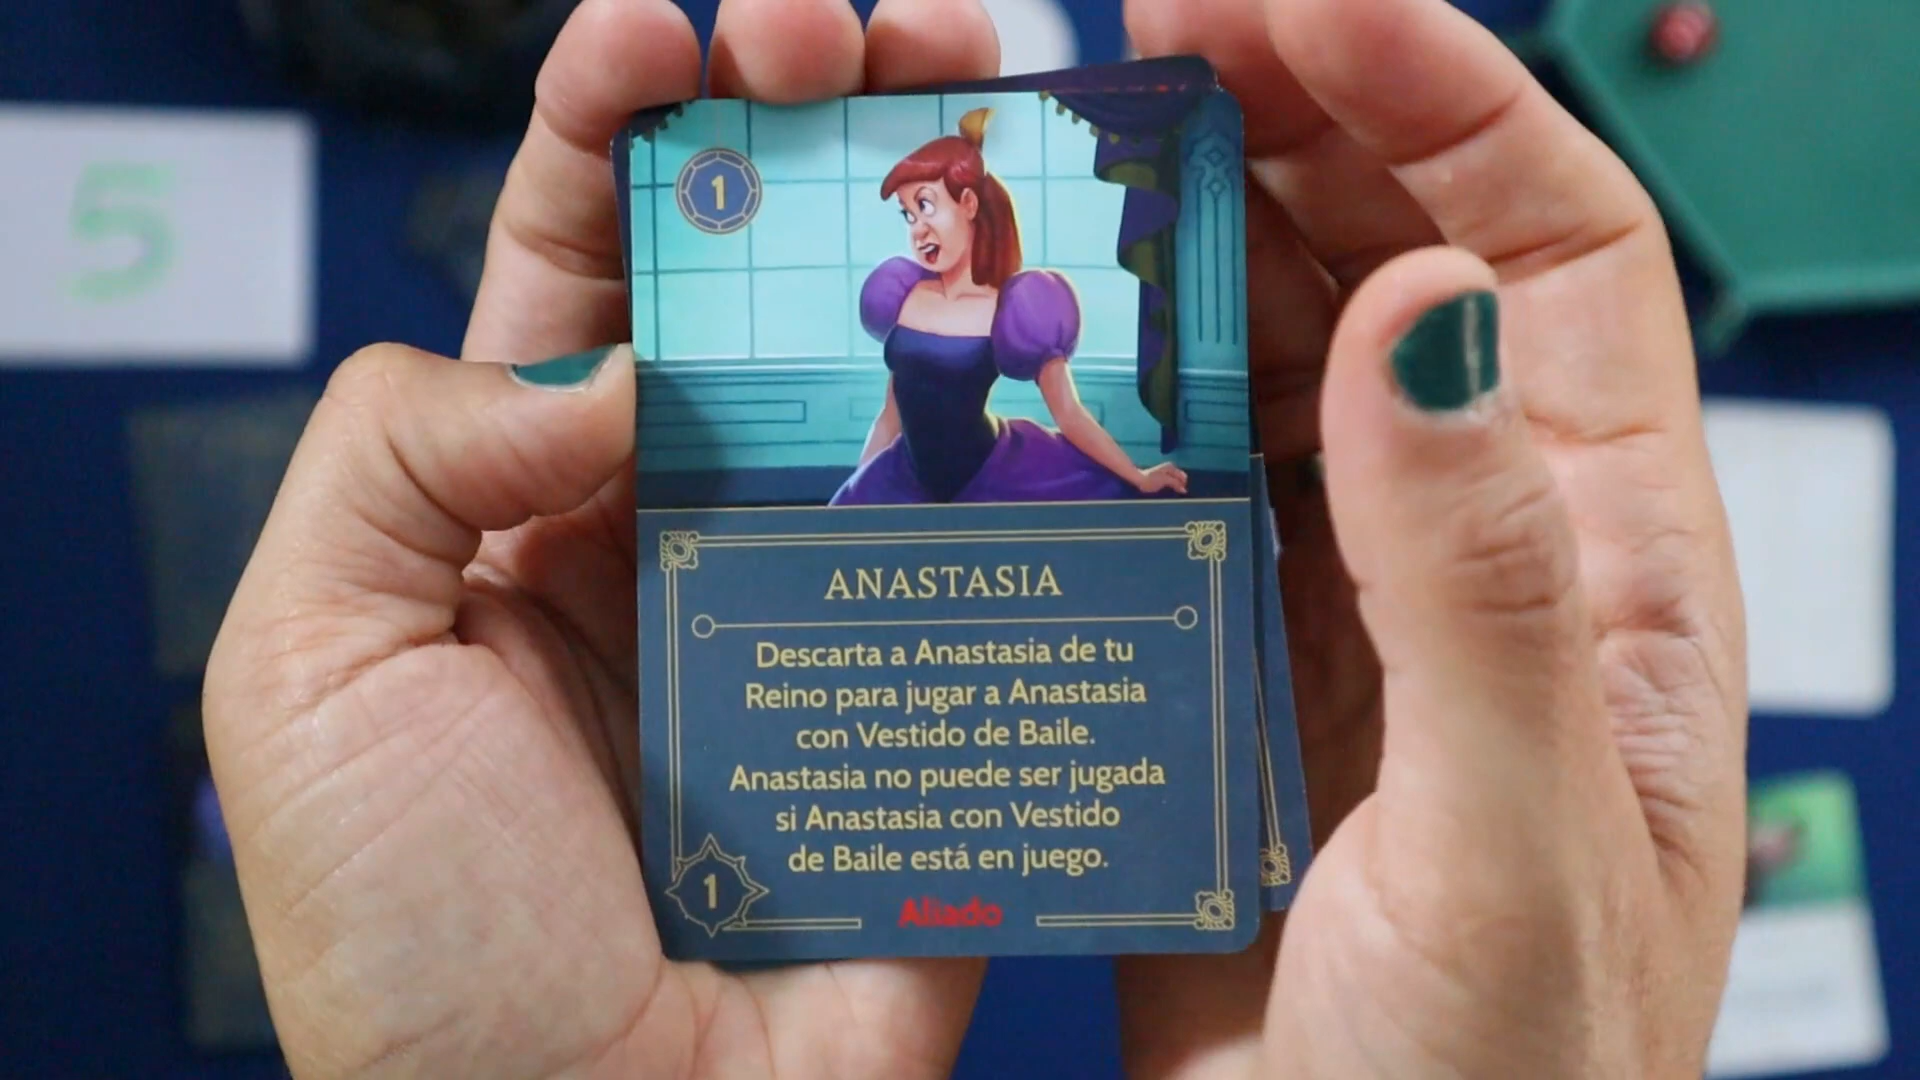 5
1
ANASTASIA
Descarta a Anastasia de tu
Reino para jugar a Anastasia
con Vestido de Baile.
Anastasia no puede ser jugada
si Anastasia con Vestido
de Baile está en juego.
1
Aliado